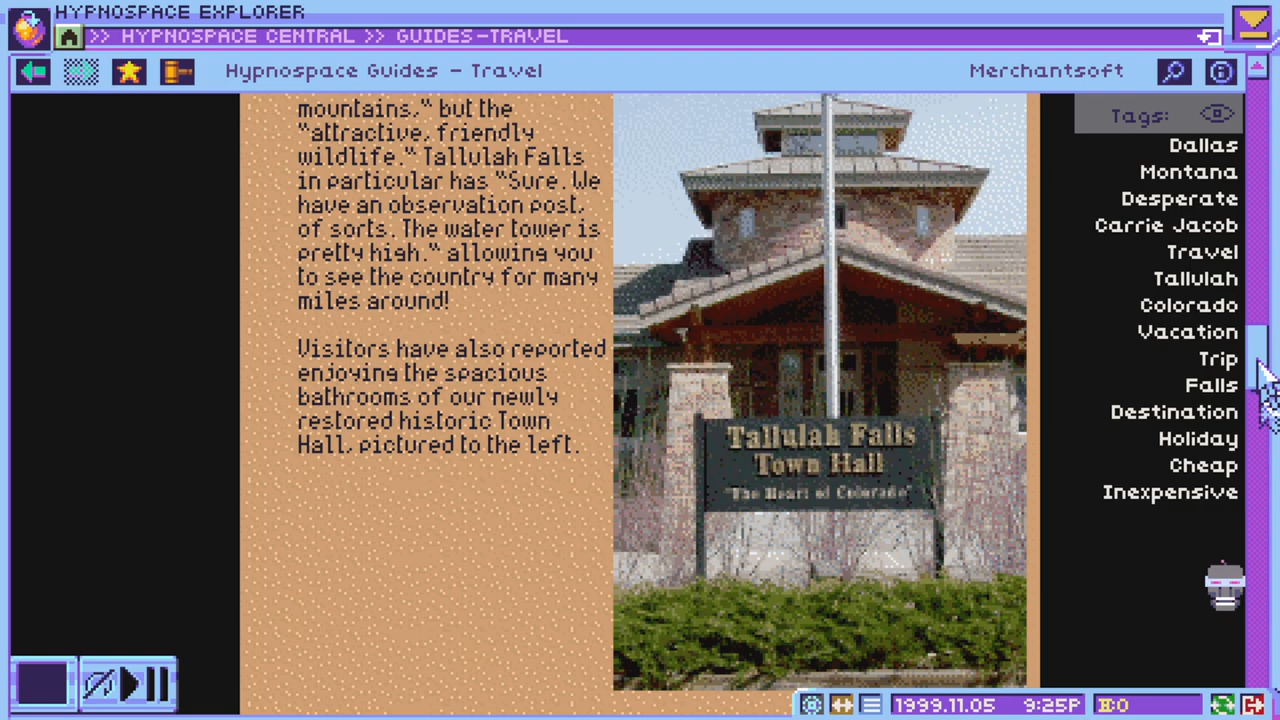 HYPNOSPACE EXPLORER
>> HYPNOSPACE CENTRAL >> GUIDES-TRAVEL
Hypnospace Guides - Travel
Merchantsoft
mountains," but the
"attractive, friendly
wildlife." Tallulah Falls
in particular has "Sure. We
have an observation post,
of sorts. The water tower is
pretty high," allowing you
to see the country for many
miles around!
Visitors have also reported
enjoying the spacious
bathrooms of our newly
restored historic Town
Hall, pictured to the left.
Tallulah Falls
Town Hall
"The Heart of Colorado"
Tags:
Dallas
Montana
Desperate
Carrie Jacob
Travel
Tallulah
Colorado
Vacation
Trip
Falls
Destination
Holiday
Cheap
Inexpensive
1999.11.05 9:25P
:0